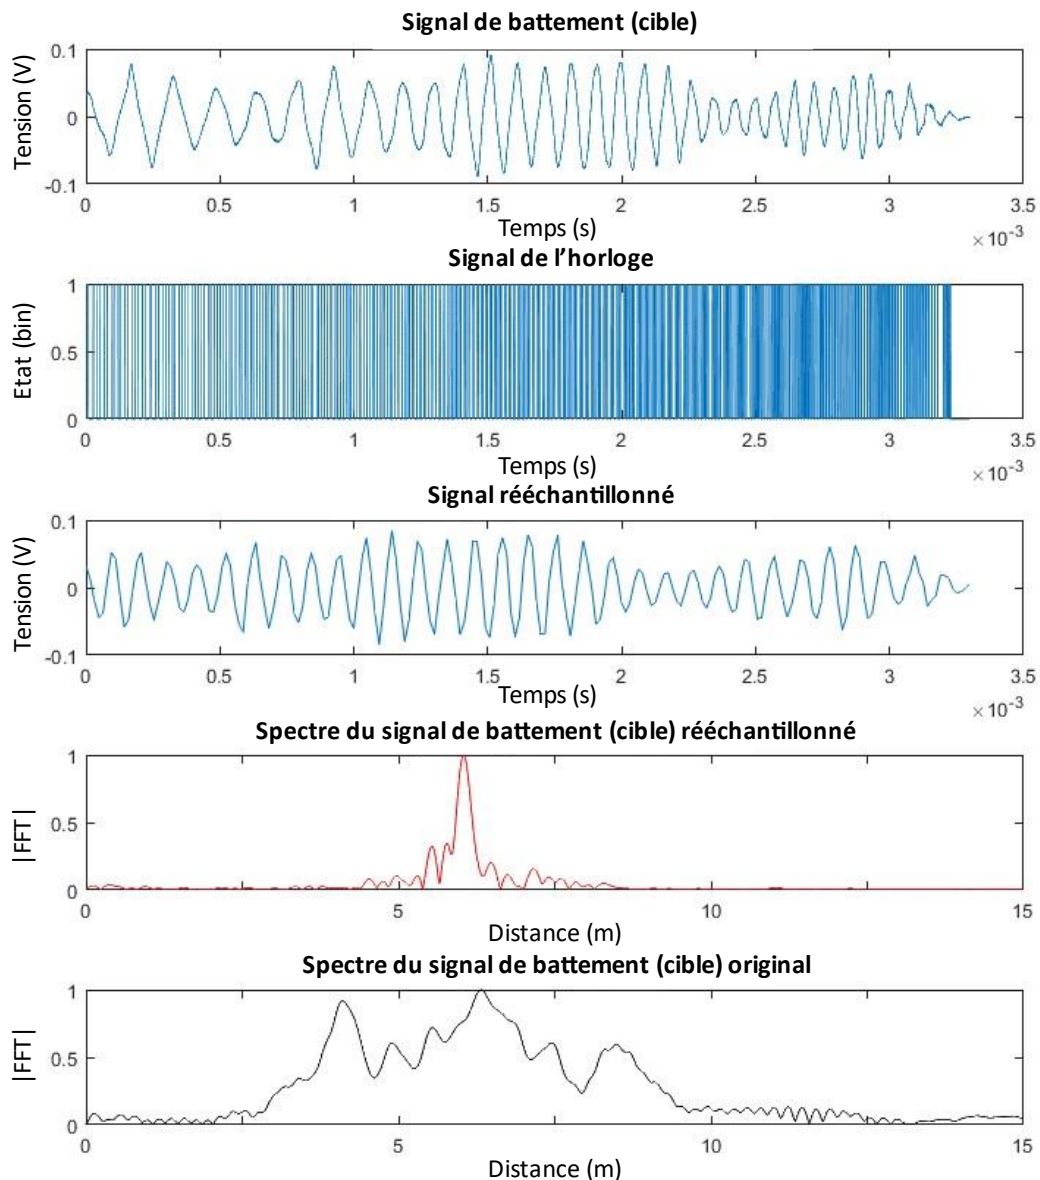 Signal de battement (cible)
Tension (V)
0.1
0
-0.1
0 0.5 1 1.5 2 2.5 3 3.5
Temps (s)
× 10⁻³
Signal de l’horloge
Etat (bin)
1
0.5
0
0 0.5 1 1.5 2 2.5 3 3.5
Temps (s)
× 10⁻³
Signal rééchantillonné
Tension (V)
0.1
0
-0.1
0 0.5 1 1.5 2 2.5 3 3.5
Temps (s)
× 10⁻³
Spectre du signal de battement (cible) rééchantillonné
|FFT|
1
0.5
0
0 5 10 15
Distance (m)
Spectre du signal de battement (cible) original
|FFT|
1
0.5
0
0 5 10 15
Distance (m)